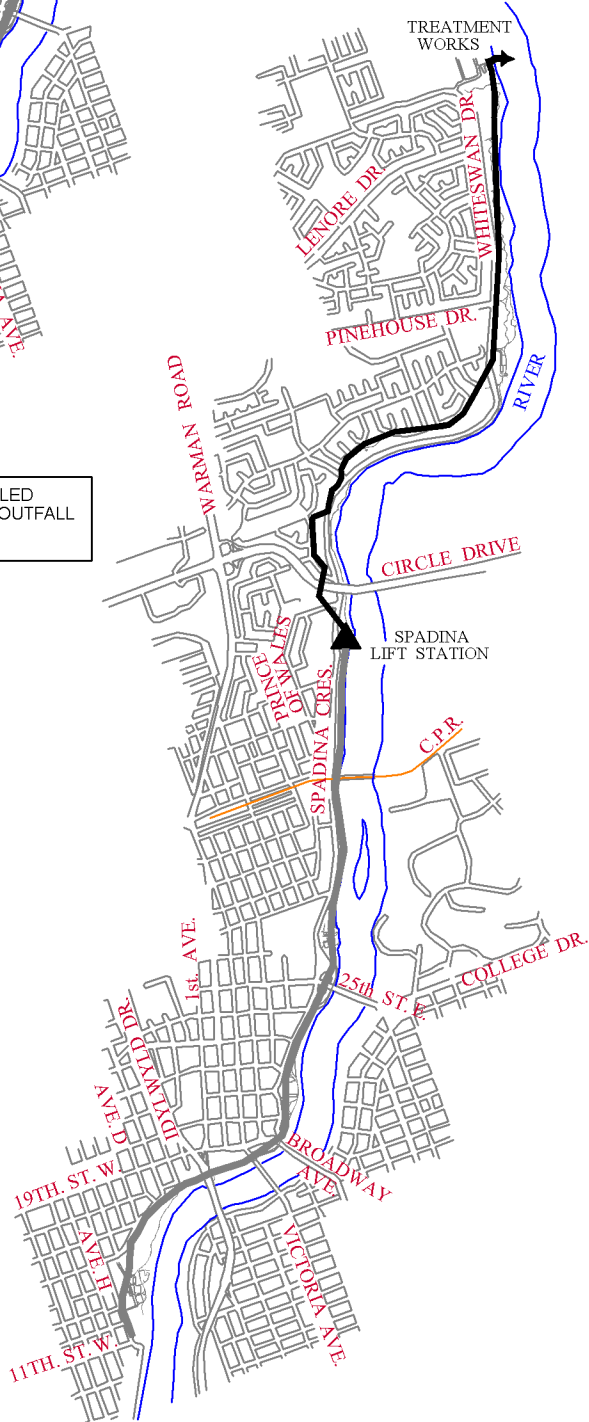 TREATMENT
WORKS
WHITESWAN DR.
LENORE DR.
PINEHOUSE DR.
RIVER
WARMAN ROAD
LED
OUTFALL
CIRCLE DRIVE
SPADINA
LIFT STATION
PRINCE
OF WALES
SPADINA CRES.
C.P.R.
1st. AVE.
25th ST. E.
COLLEGE DR.
IDYLWYLD DR.
AVE. D
19TH. ST. W.
BROADWAY
AVE.
AVE. H
VICTORIA AVE.
11TH. ST. W.
A AVE.